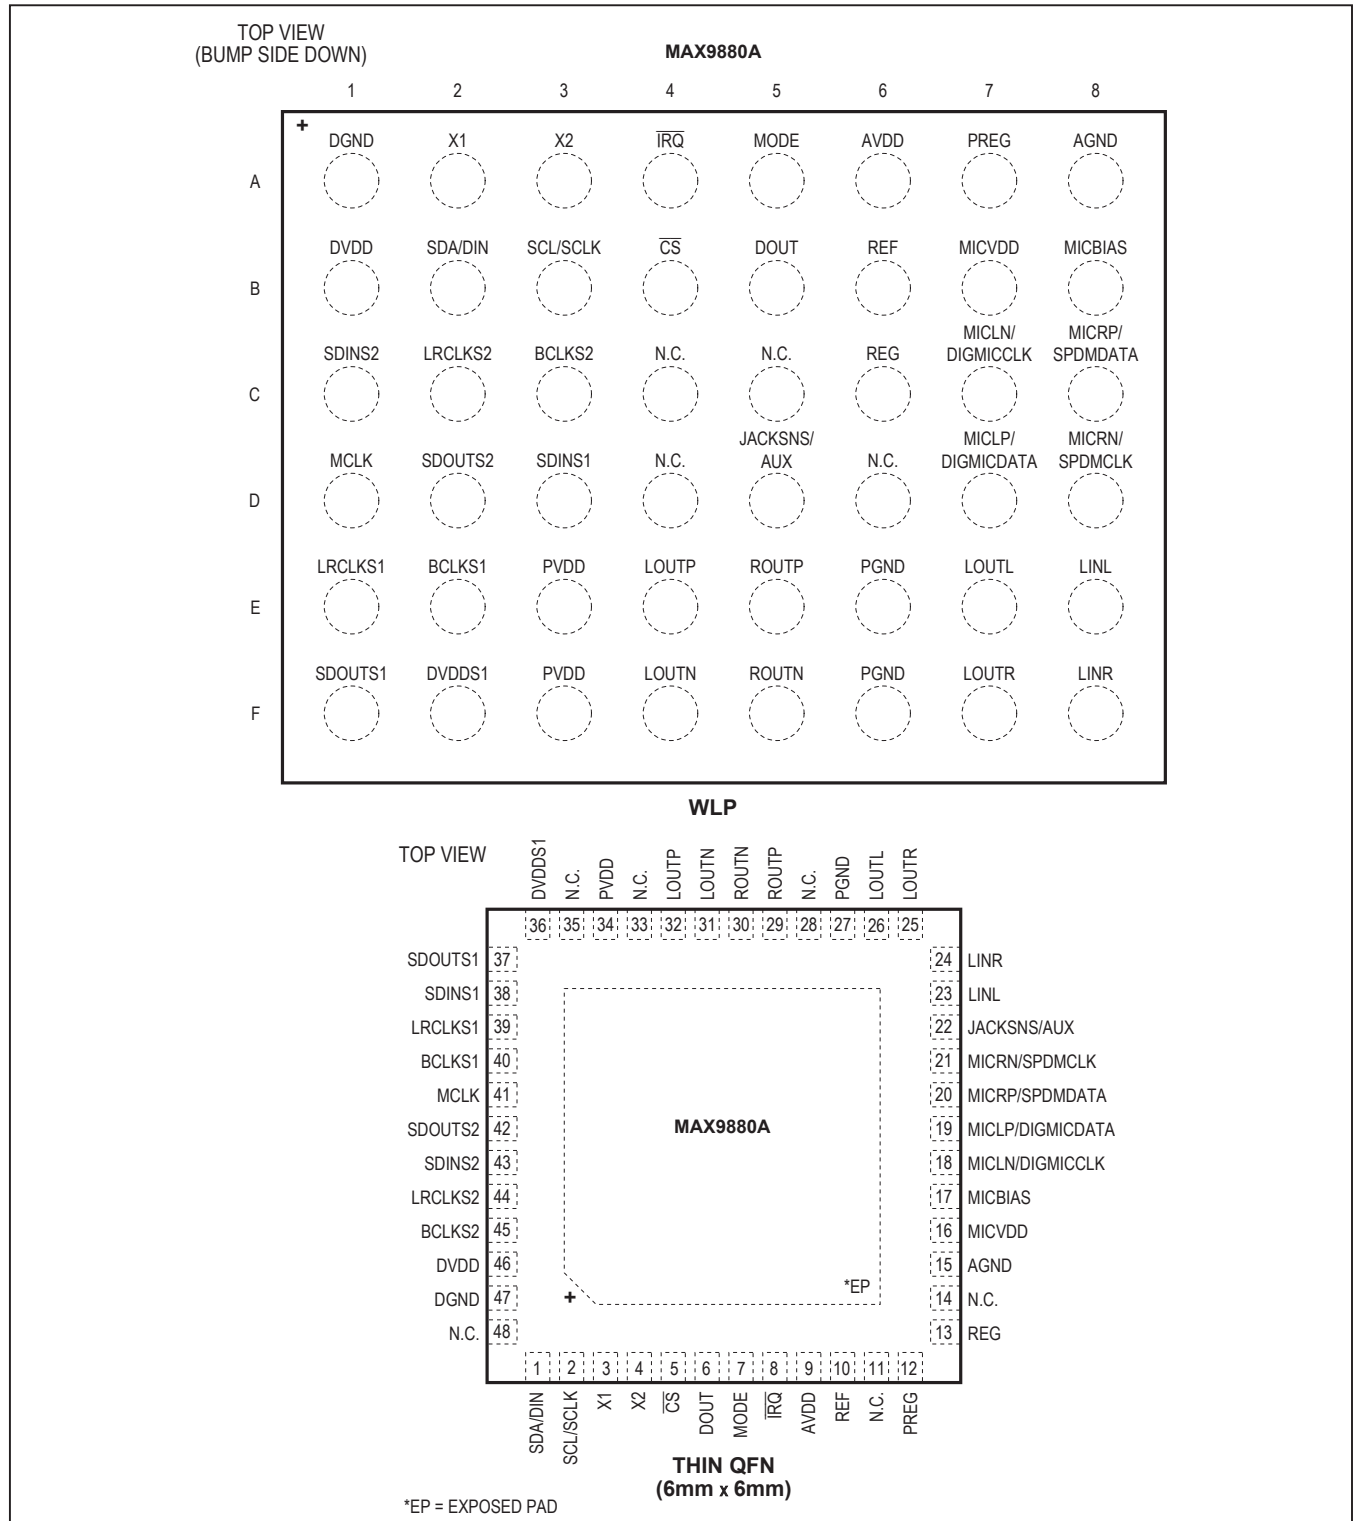 TOP VIEW
(BUMP SIDE DOWN)
MAX9880A
1 2 3 4 5 6 7 8
+
DGND X1 X2 IRQ MODE AVDD PREG AGND
A
DVDD SDA/DIN SCL/SCLK CS DOUT REF MICVDD MICBIAS
B
MICLN/ MICRP/
SDINS2 LRCLKS2 BCLKS2 N.C. N.C. REG DIGMICCLK SPDMDATA
C
JACKSNS/ MICLP/ MICRN/
MCLK SDOUTS2 SDINS1 N.C. AUX N.C. DIGMICDATA SPDMCLK
D
LRCLKS1 BCLKS1 PVDD LOUTP ROUTP PGND LOUTL LINL
E
SDOUTS1 DVDDS1 PVDD LOUTN ROUTN PGND LOUTR LINR
F
WLP
TOP VIEW
DVDDS1 N.C. PVDD N.C. LOUTP LOUTN ROUTN ROUTP N.C. PGND LOUTL LOUTR
36 35 34 33 32 31 30 29 28 27 26 25
SDOUTS1 37 24 LINR
SDINS1 38 23 LINL
LRCLKS1 39 22 JACKSNS/AUX
BCLKS1 40 21 MICRN/SPDMCLK
MCLK 41 20 MICRP/SPDMDATA
SDOUTS2 42 MAX9880A 19 MICLP/DIGMICDATA
SDINS2 43 18 MICLN/DIGMICCLK
LRCLKS2 44 17 MICBIAS
BCLKS2 45 16 MICVDD
DVDD 46 15 AGND
*EP
DGND 47 + 14 N.C.
N.C. 48 13 REG
1 2 3 4 5 6 7 8 9 10 11 12
SDA/DIN SCL/SCLK X1 X2 CS DOUT MODE IRQ AVDD REF N.C. PREG
THIN QFN
(6mm x 6mm)
*EP = EXPOSED PAD